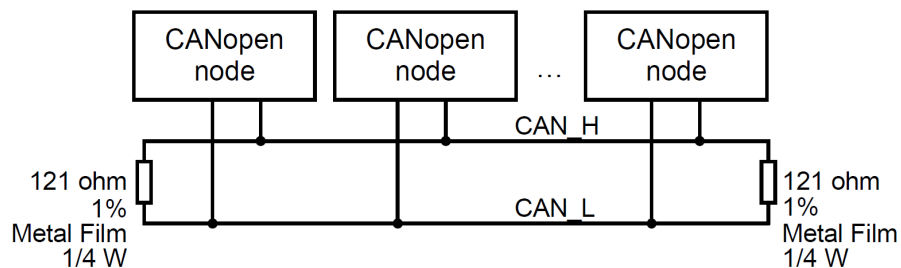 CANopen
node
CANopen
node
...
CANopen
node
CAN_H
121 ohm
1%
Metal Film
1/4 W
CAN_L
121 ohm
1%
Metal Film
1/4 W